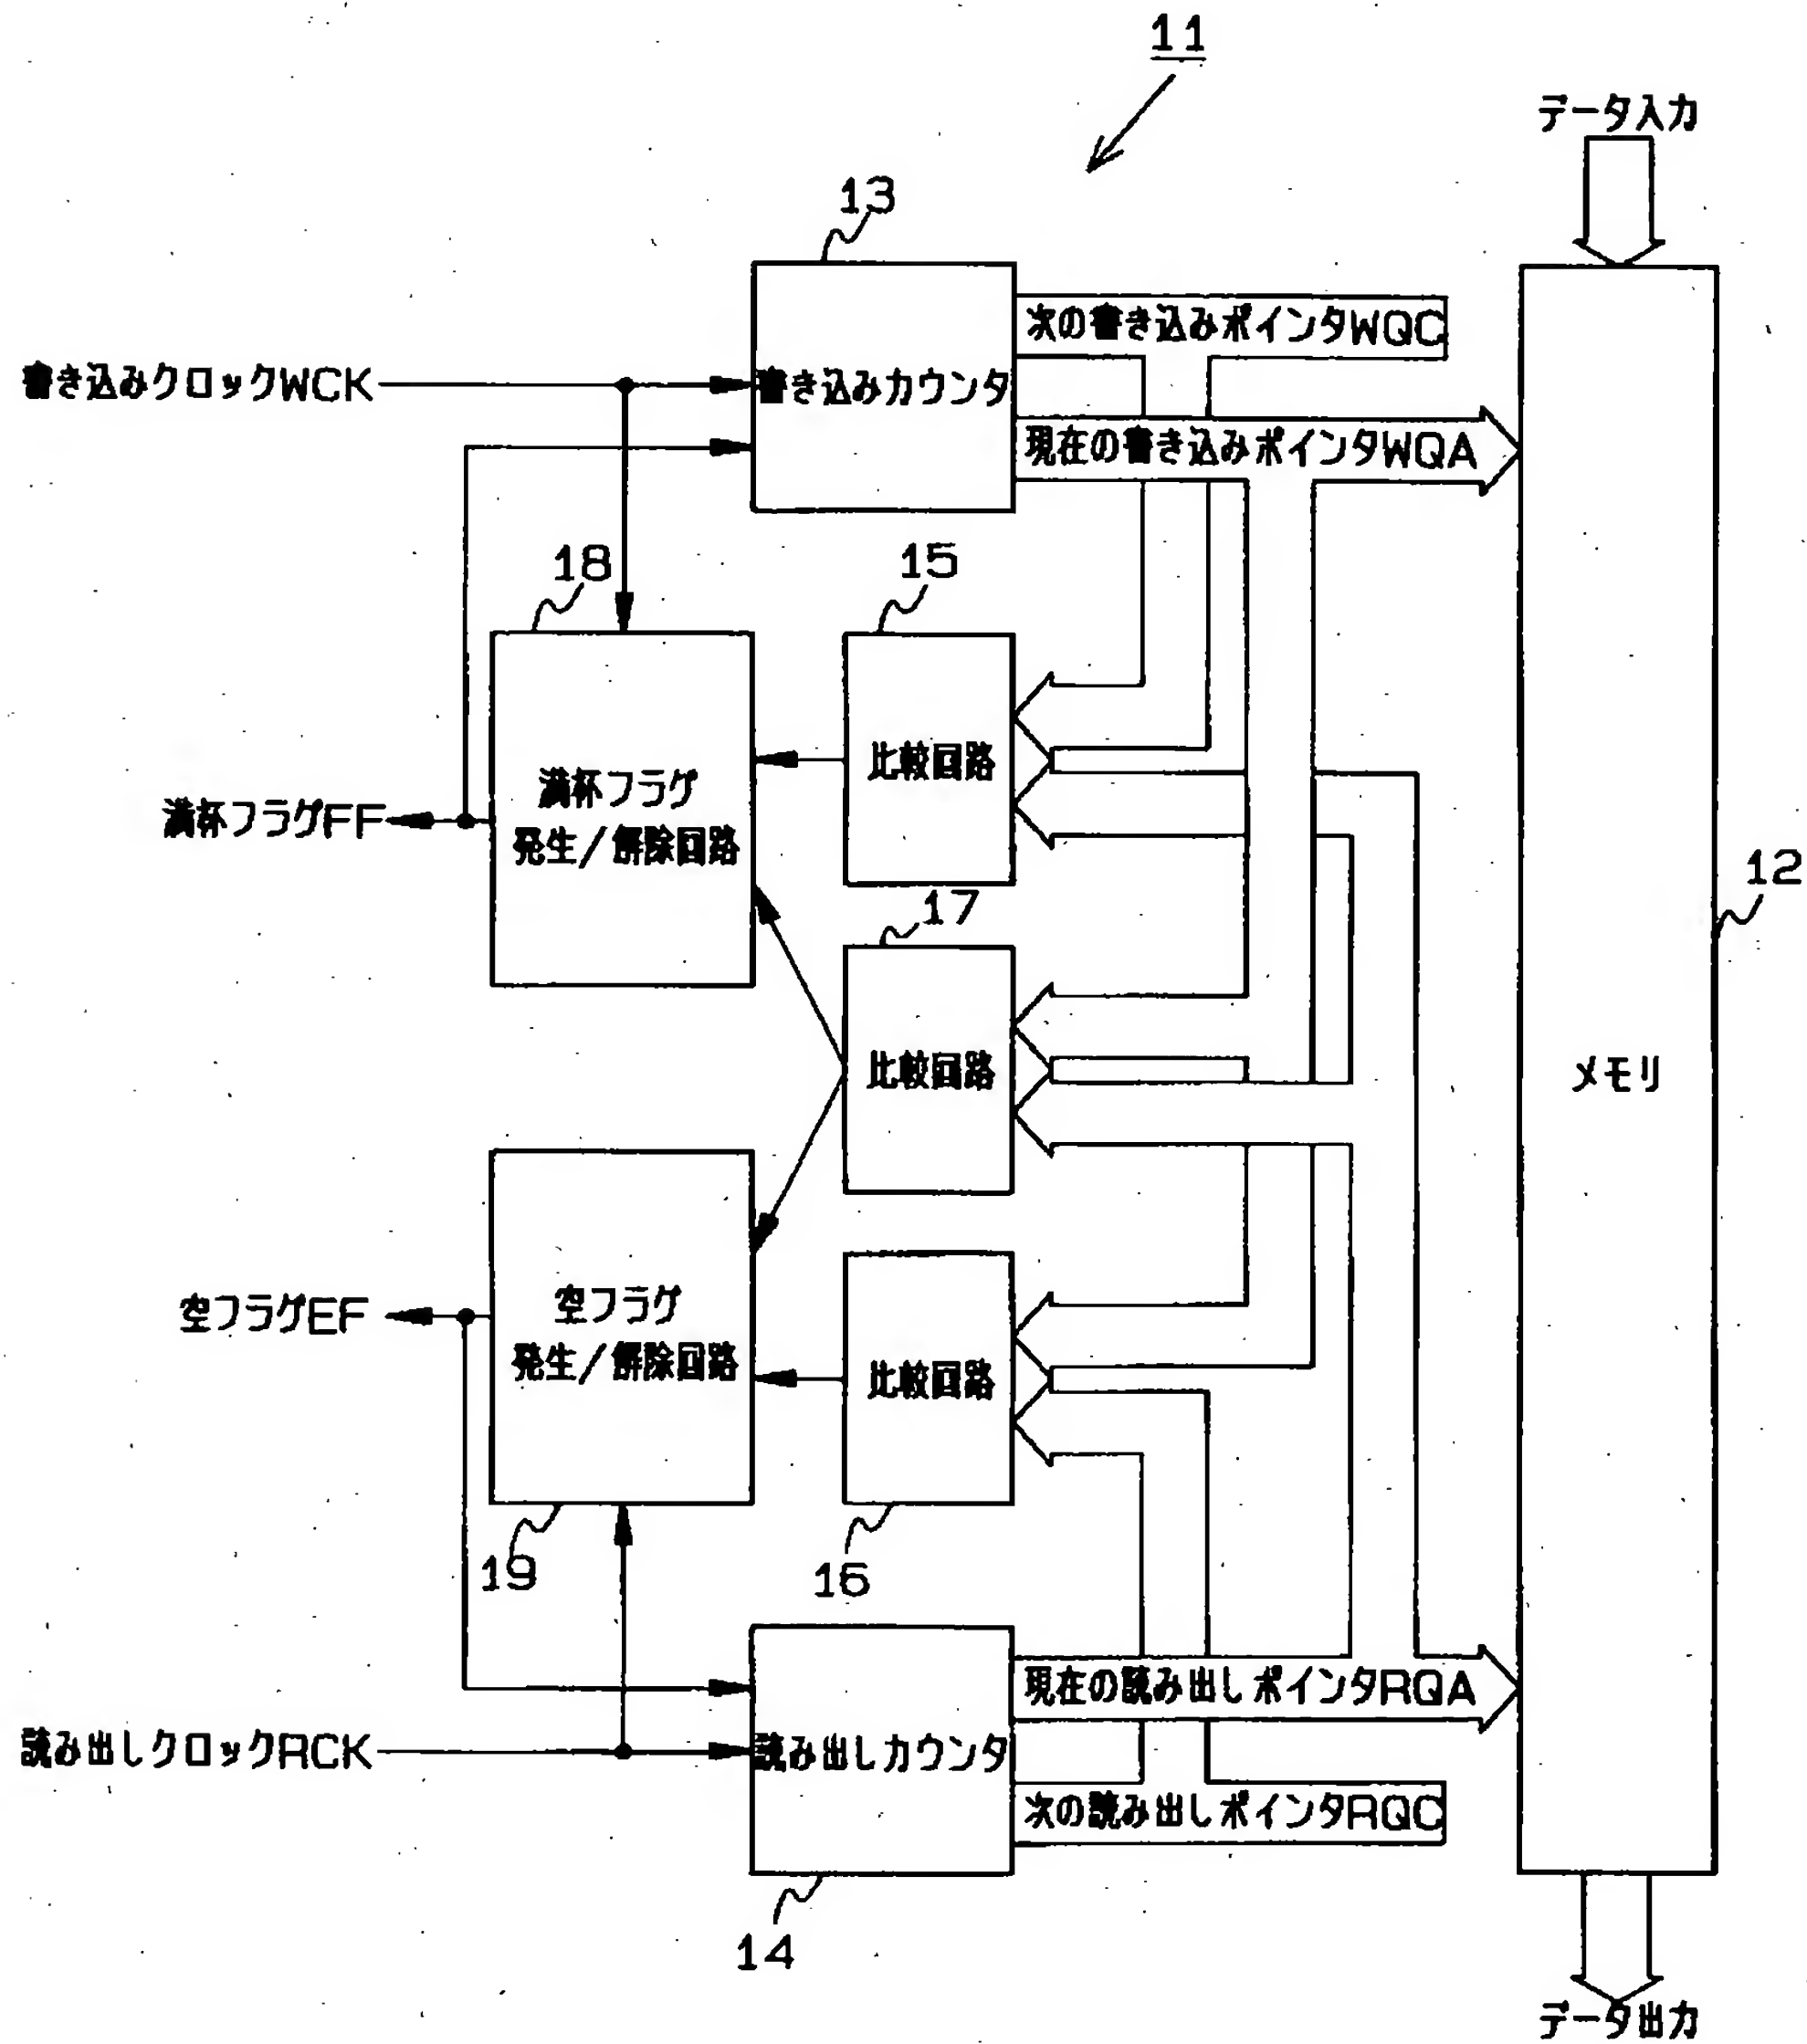 11
データ入力
13
次の書き込みポインタWQC
書き込みクロックWCK
書き込みカウンタ
現在の書き込みポインタWQA
18
15
満杯フラグ
発生/解除回路
比較回路
満杯フラグFF
12
17
比較回路
メモリ
空フラグEF
空フラグ
発生/解除回路
比較回路
19
16
現在の読み出しポインタRQA
読み出しクロックRCK
読み出しカウンタ
次の読み出しポインタRQC
14
データ出力